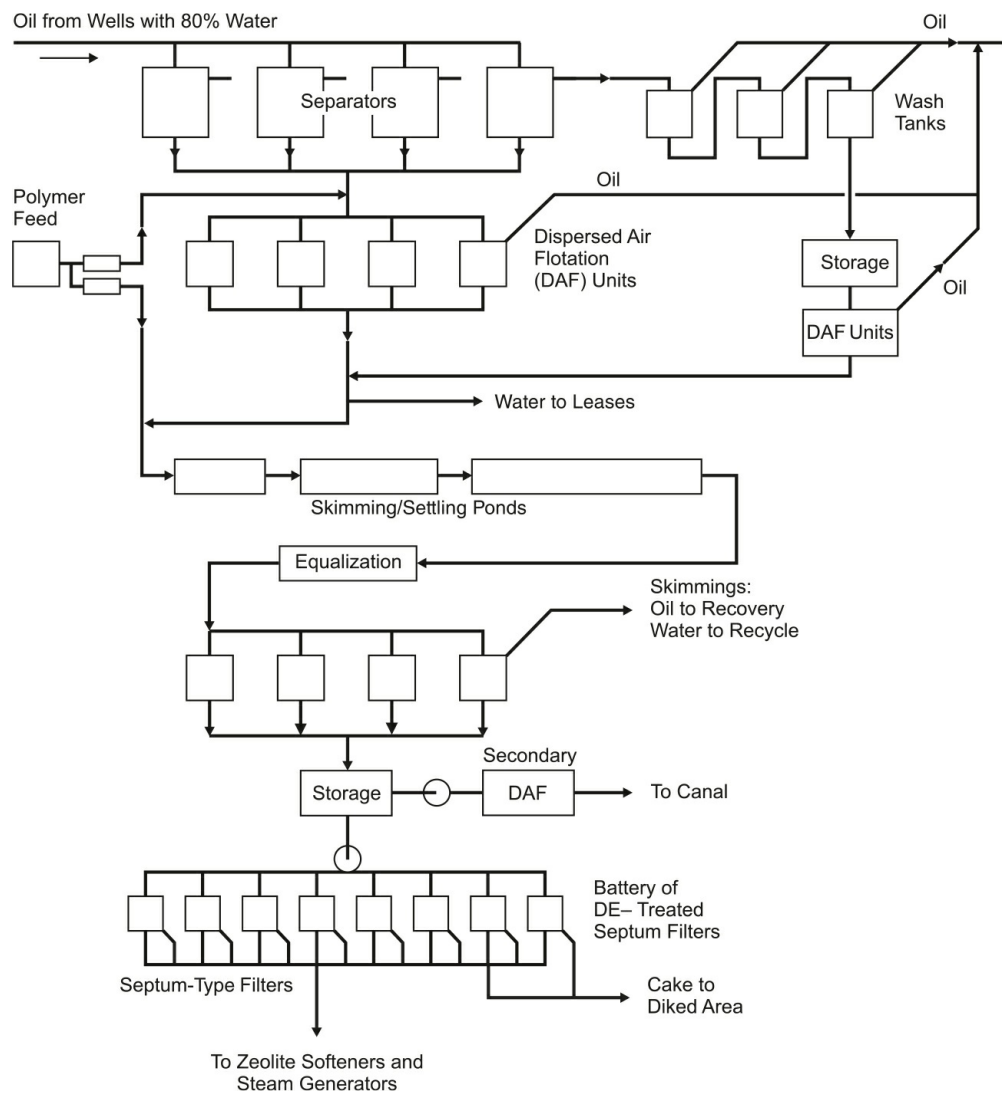 Oil from Wells with 80% Water
Oil
Separators
Wash
Tanks
Polymer
Feed
Oil
Dispersed Air
Flotation
(DAF) Units
Storage
Oil
DAF Units
Water to Leases
Skimming/Settling Ponds
Equalization
Skimmings:
Oil to Recovery
Water to Recycle
Secondary
Storage
DAF
To Canal
Battery of
DE– Treated
Septum Filters
Septum-Type Filters
Cake to
Diked Area
To Zeolite Softeners and
Steam Generators